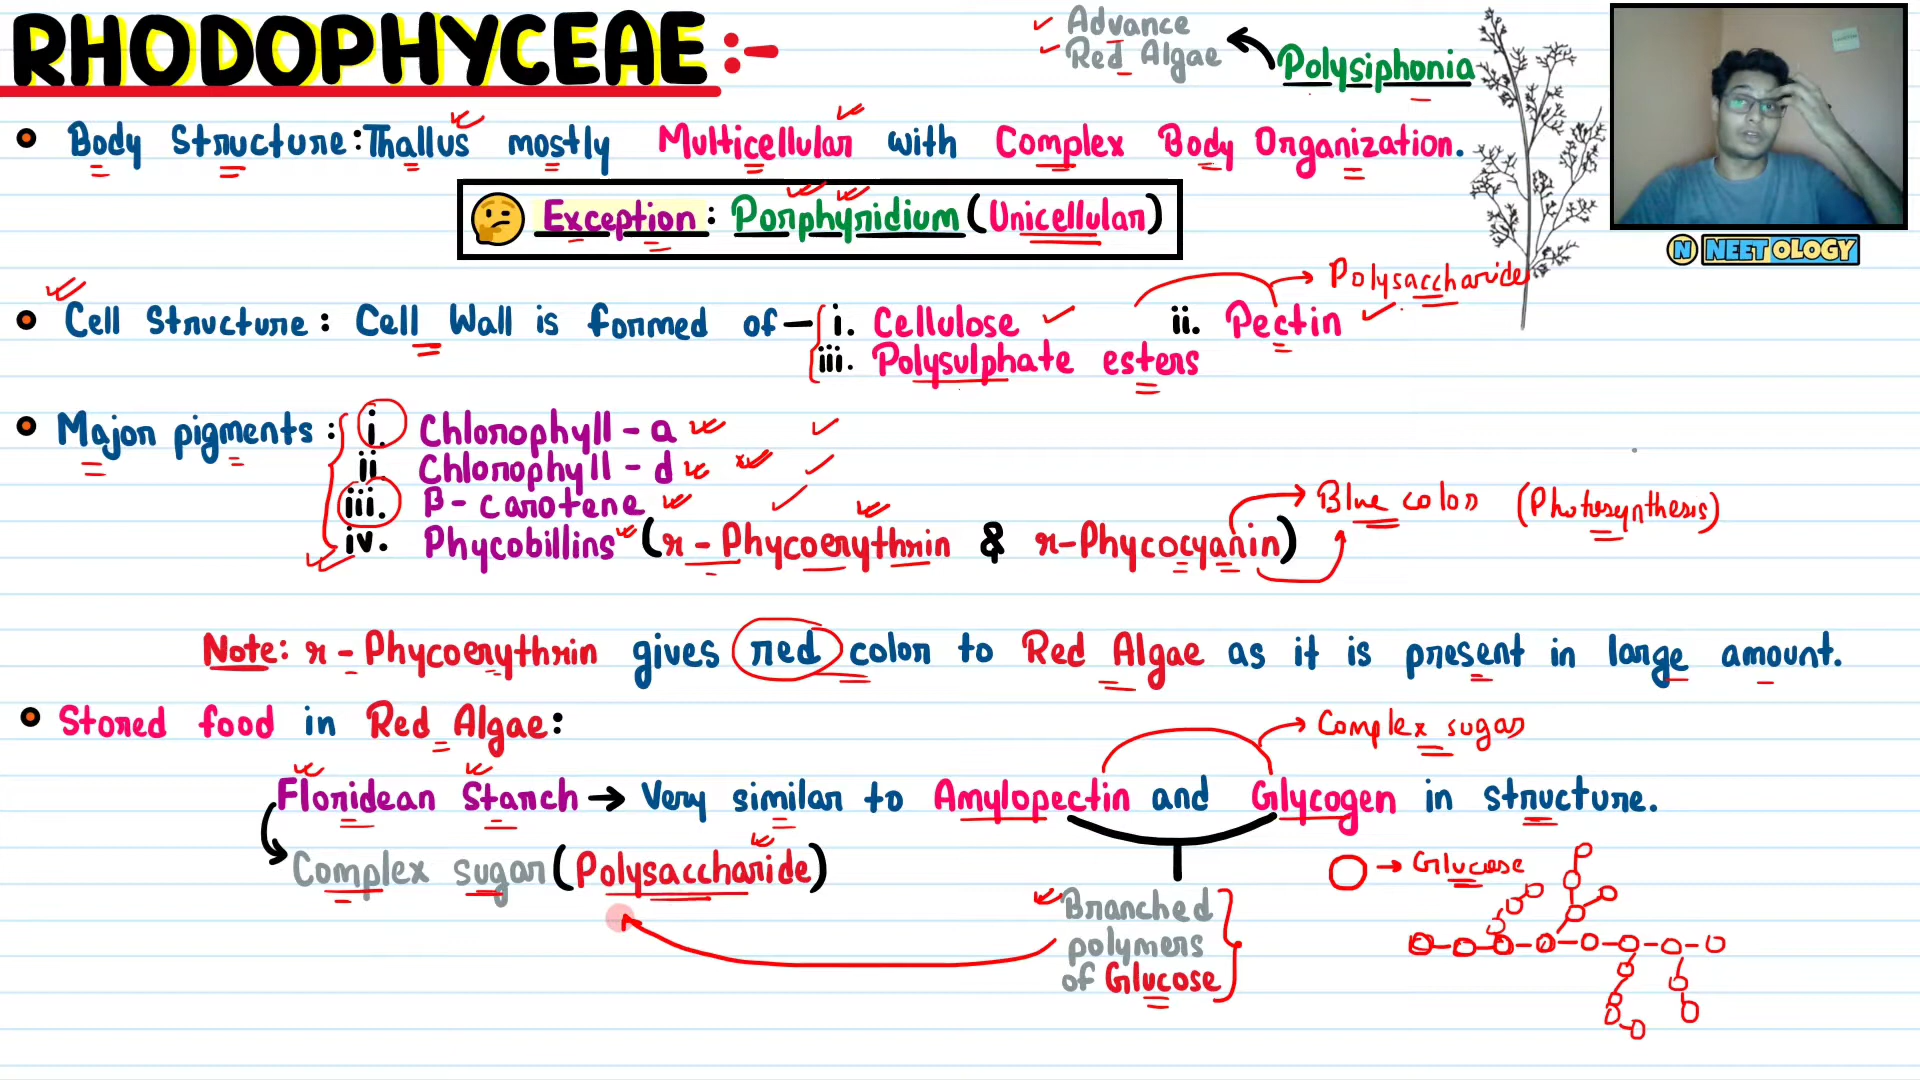 RHODOPHYCEAE :-
Advance
Red Algae
Polysiphonia
Body Structure: Thallus mostly Multicellular with Complex Body Organization.
Exception: Porphyridium (Unicellular)
N NEETOLOGY
Polysaccharide
Cell Structure: Cell Wall is formed of - i. Cellulose ii. Pectin
iii. Polysulphate esters
Major pigments: i. Chlorophyll - a
ii. Chlorophyll - d
iii. β - carotene
Blue color (Photosynthesis)
iv. Phycobillins (r - Phycoerythrin & r-Phycocyanin)
Note: r - Phycoerythrin gives red color to Red Algae as it is present in large amount.
Stored food in Red Algae:
Complex sugar
Floridean Starch → Very similar to Amylopectin and Glycogen in structure.
Complex sugar (Polysaccharide)
→ Glucose
Branched
polymers
of Glucose